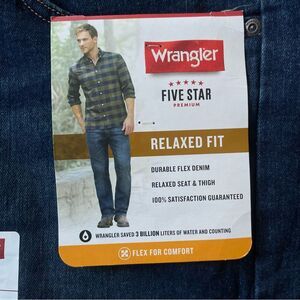 Wrangler
FIVE STAR
PREMIUM
RELAXED FIT
DURABLE FLEX DENIM
RELAXED SEAT & THIGH
100% SATISFACTION GUARANTEED
WRANGLER SAVED 3 BILLION LITERS OF WATER AND COUNTING
FLEX FOR COMFORT